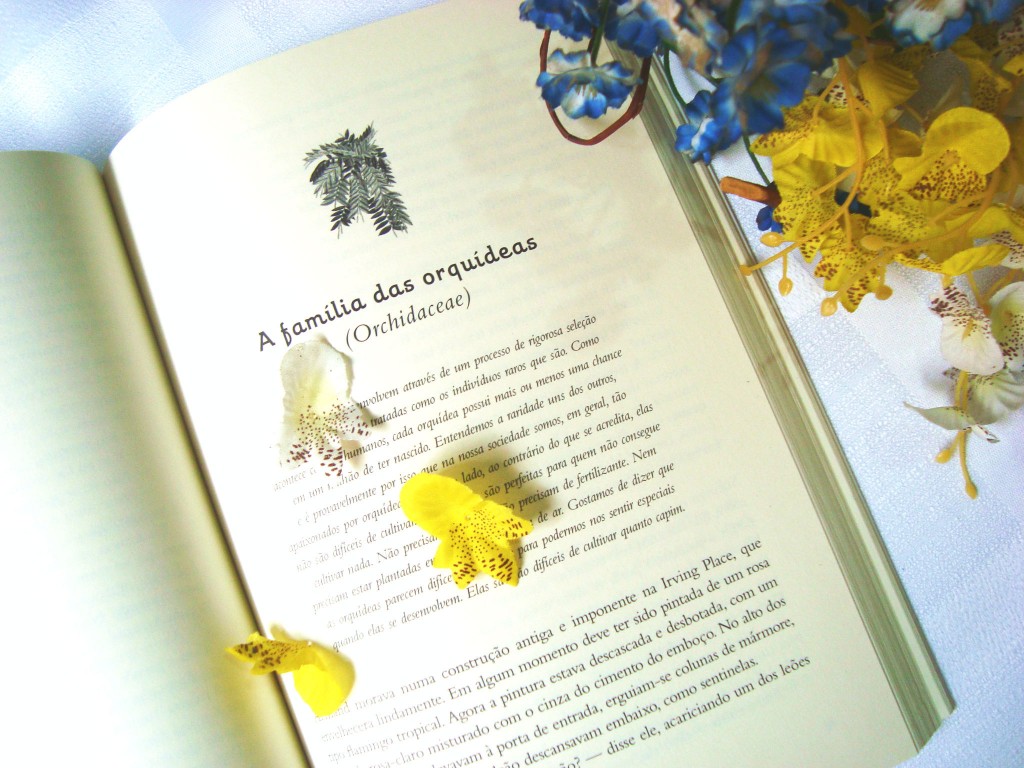 A família das orquídeas
(Orchidaceae)
envolvem através de um processo de rigorosa seleção
tratadas como os indivíduos raros que são. Como
acontece humanos, cada orquídea possui mais ou menos uma chance
em um de ter nascido. Entendemos a raridade uns dos outros,
e é provavelmente por isso que na nossa sociedade somos, em geral, tão
apaixonados por lado, ao contrário do que se acredita, elas
não são difíceis de são perfeitas para quem não consegue
cultivar nada. Não precisam de fertilizante. Nem
precisam estar plantadas de ar. Gostamos de dizer que
as orquídeas parecem para podermos nos sentir especiais
quando elas se desenvolvem. Elas são difíceis de cultivar quanto capim.
morava numa construção antiga e imponente na Irving Place, que
lindamente. Em algum momento deve ter sido pintada de um rosa
tipo flamingo tropical. Agora a pintura estava descascada e desbotada, com um
rosa-claro misturado com o cinza do cimento do emboço. No alto dos
à porta de entrada, erguiam-se colunas de mármore,
descansavam embaixo, como sentinelas.
— disse ele, acariciando um dos leões